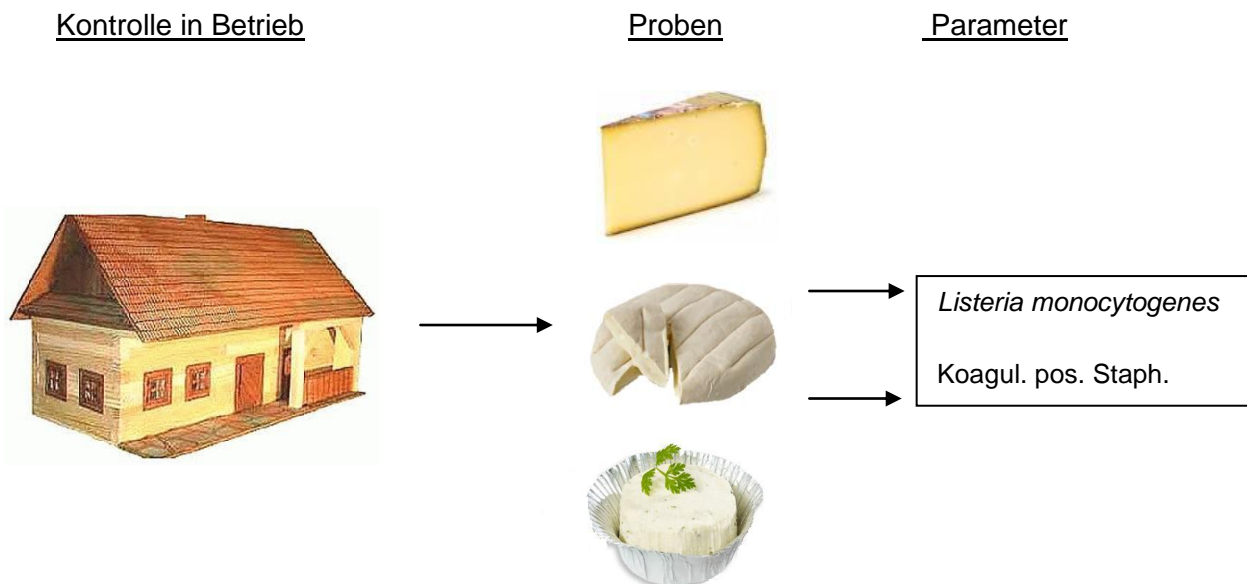 Kontrolle in Betrieb
Proben
Parameter
Listeria monocytogenes
Koagul. pos. Staph.